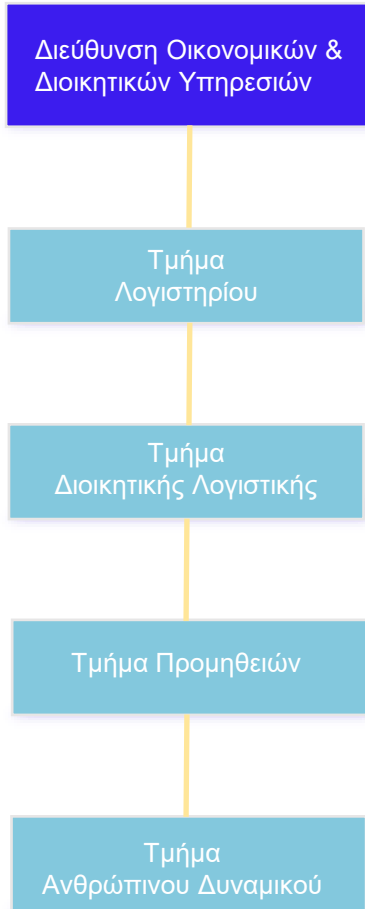 Διεύθυνση Οικονομικών &
Διοικητικών Υπηρεσιών
Τμήμα
Λογιστηρίου
Τμήμα
Διοικητικής Λογιστικής
Τμήμα Προμηθειών
Τμήμα
Ανθρώπινου Δυναμικού